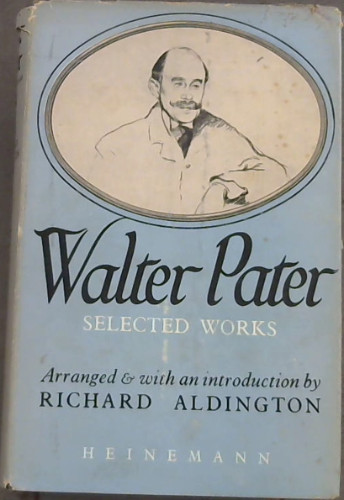 Walter Pater
SELECTED WORKS
Arranged & with an introduction by
RICHARD ALDINGTON
HEINEMANN